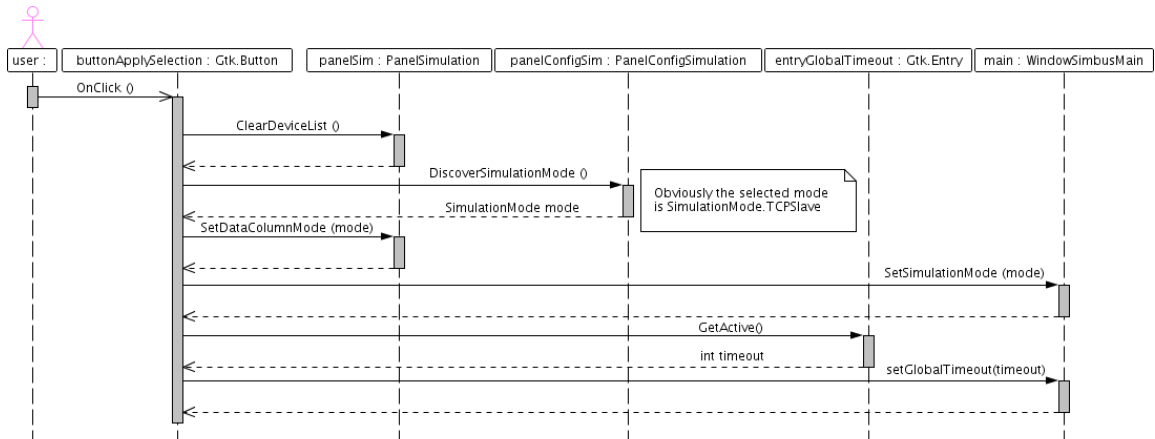 user :
buttonApplySelection : Gtk.Button
panelSim : PanelSimulation
panelConfigSim : PanelConfigSimulation
entryGlobalTimeout : Gtk.Entry
main : WindowSimbusMain
OnClick ()
ClearDeviceList ()
DiscoverSimulationMode ()
Obviously the selected mode
is SimulationMode.TCPSlave
SimulationMode mode
SetDataColumnMode (mode)
SetSimulationMode (mode)
GetActive()
int timeout
setGlobalTimeout(timeout)